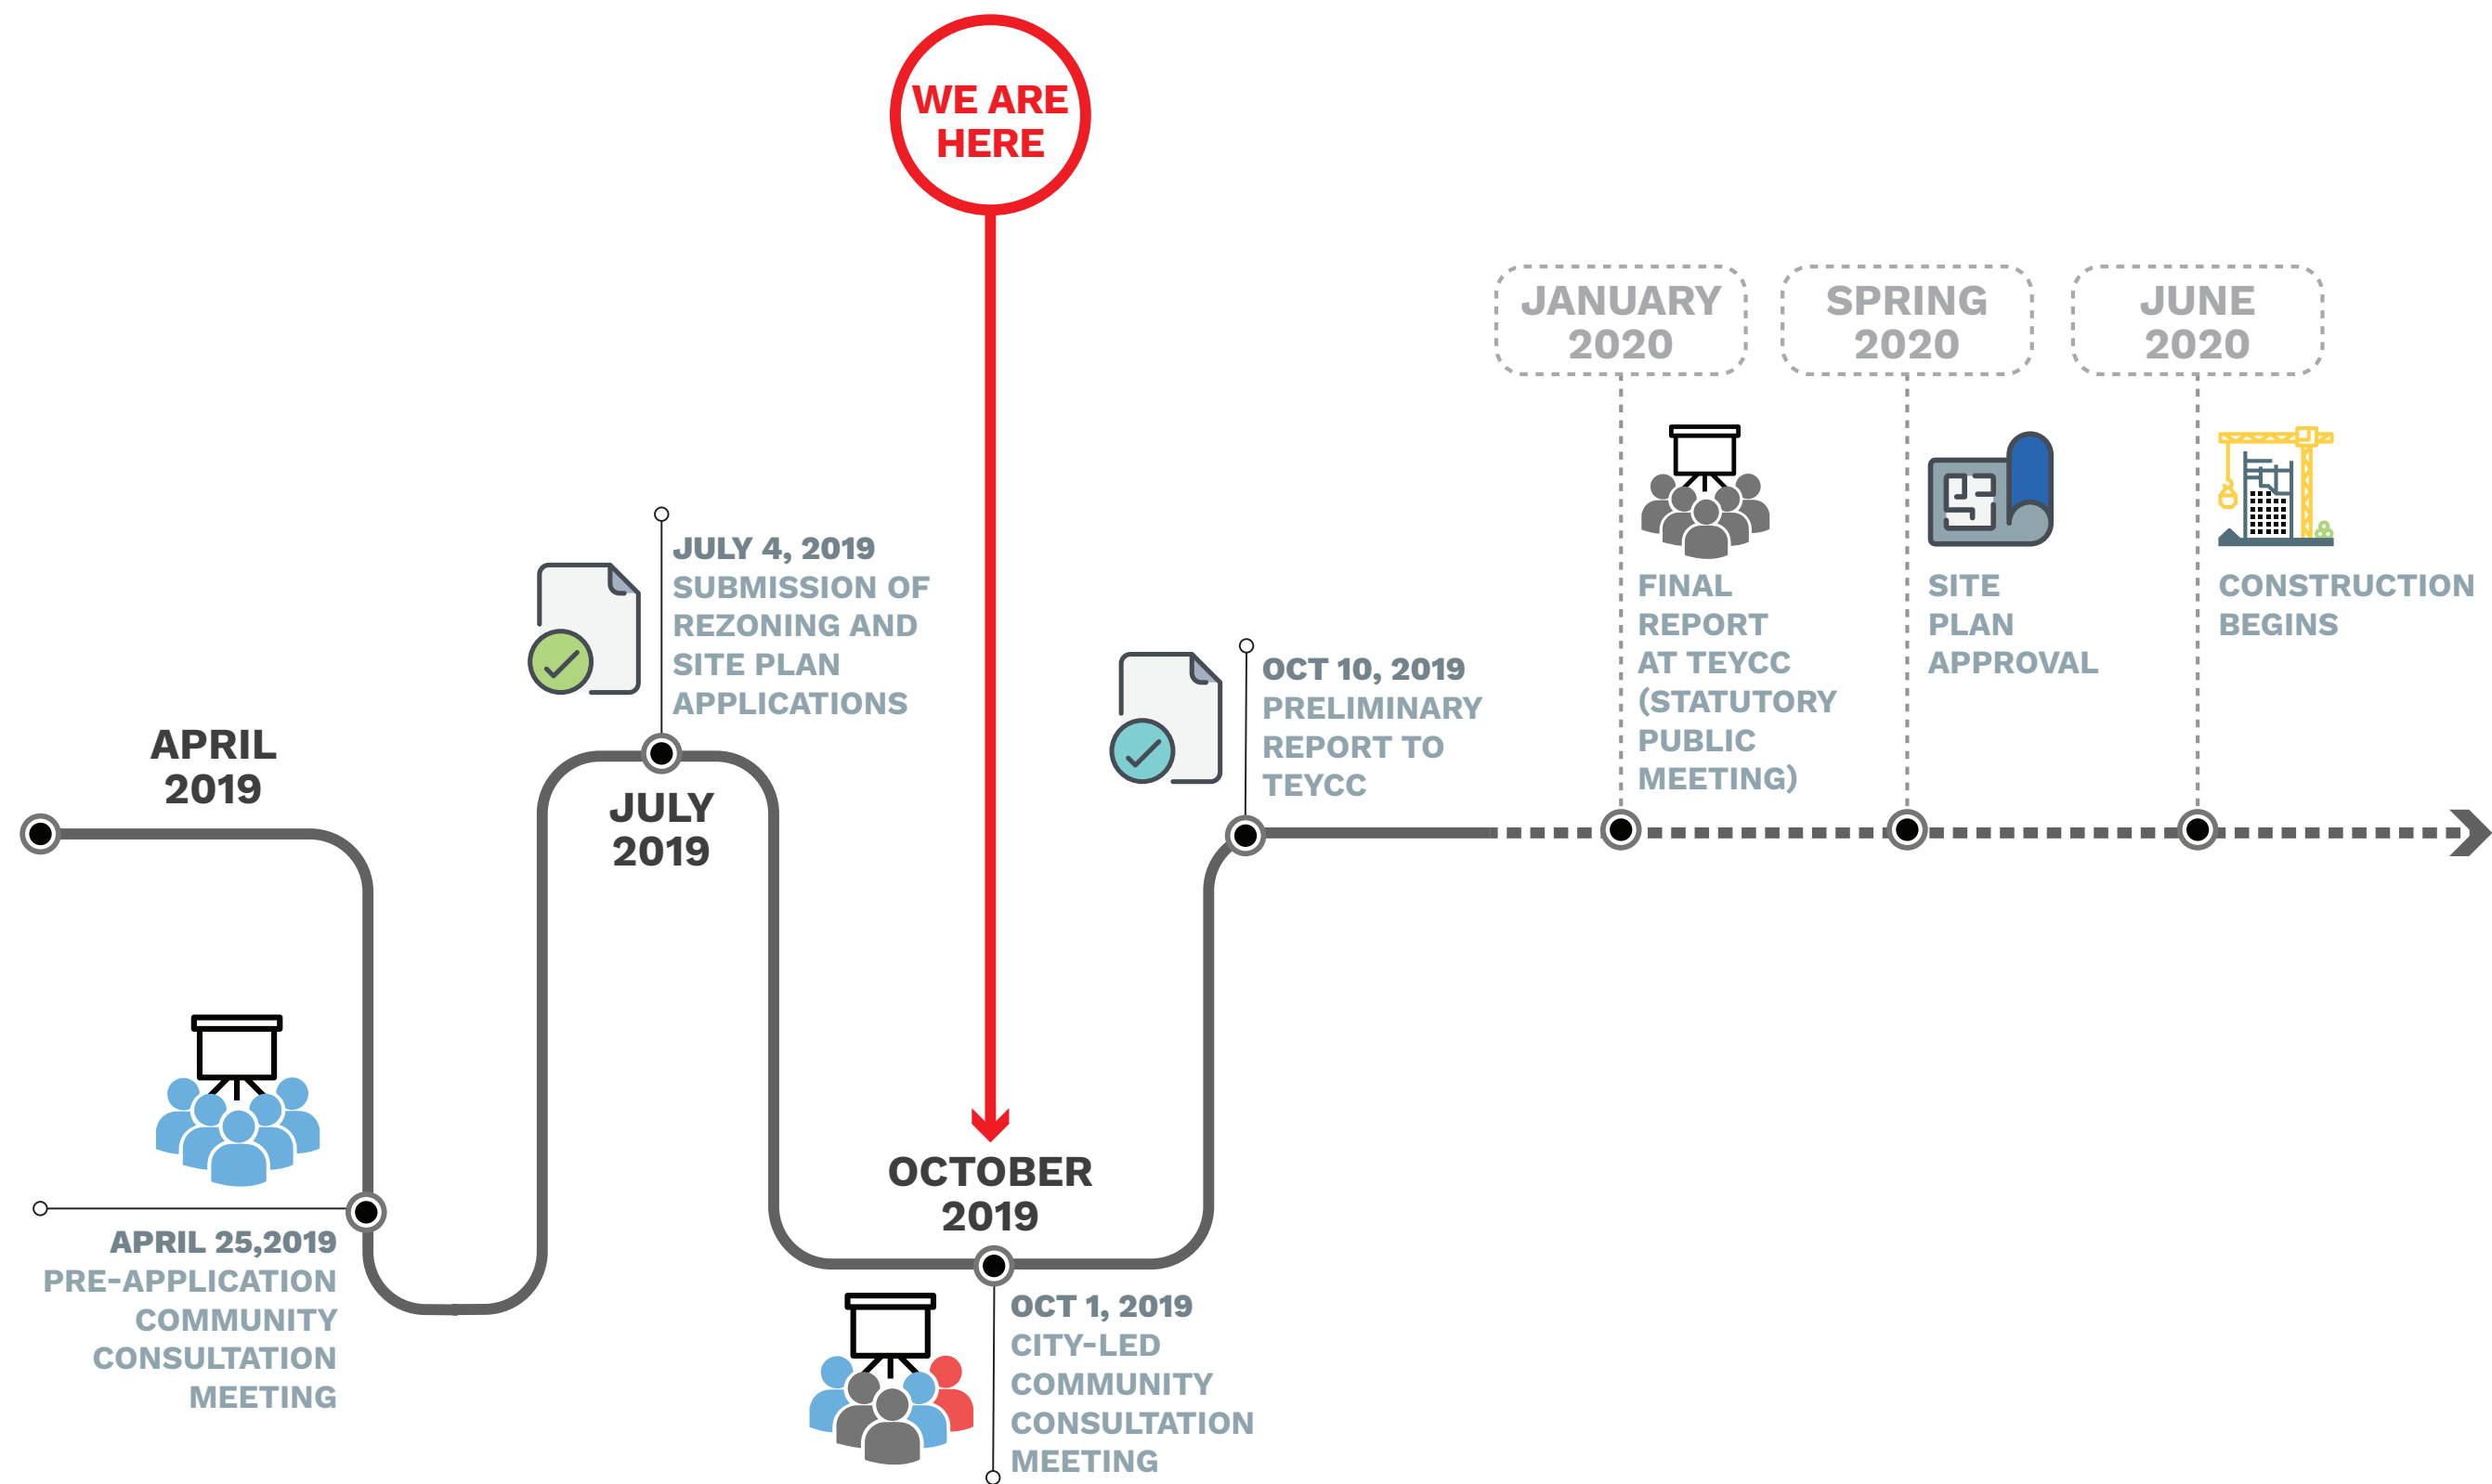 WE ARE
HERE
APRIL
2019
APRIL 25,2019
PRE-APPLICATION
COMMUNITY
CONSULTATION
MEETING
JULY 4, 2019
SUBMISSION OF
REZONING AND
SITE PLAN
APPLICATIONS
JULY
2019
OCTOBER
2019
OCT 1, 2019
CITY-LED
COMMUNITY
CONSULTATION
MEETING
OCT 10, 2019
PRELIMINARY
REPORT TO
TEYCC
JANUARY
2020
FINAL
REPORT
AT TEYCC
(STATUTORY
PUBLIC
MEETING)
SPRING
2020
SITE
PLAN
APPROVAL
JUNE
2020
CONSTRUCTION
BEGINS